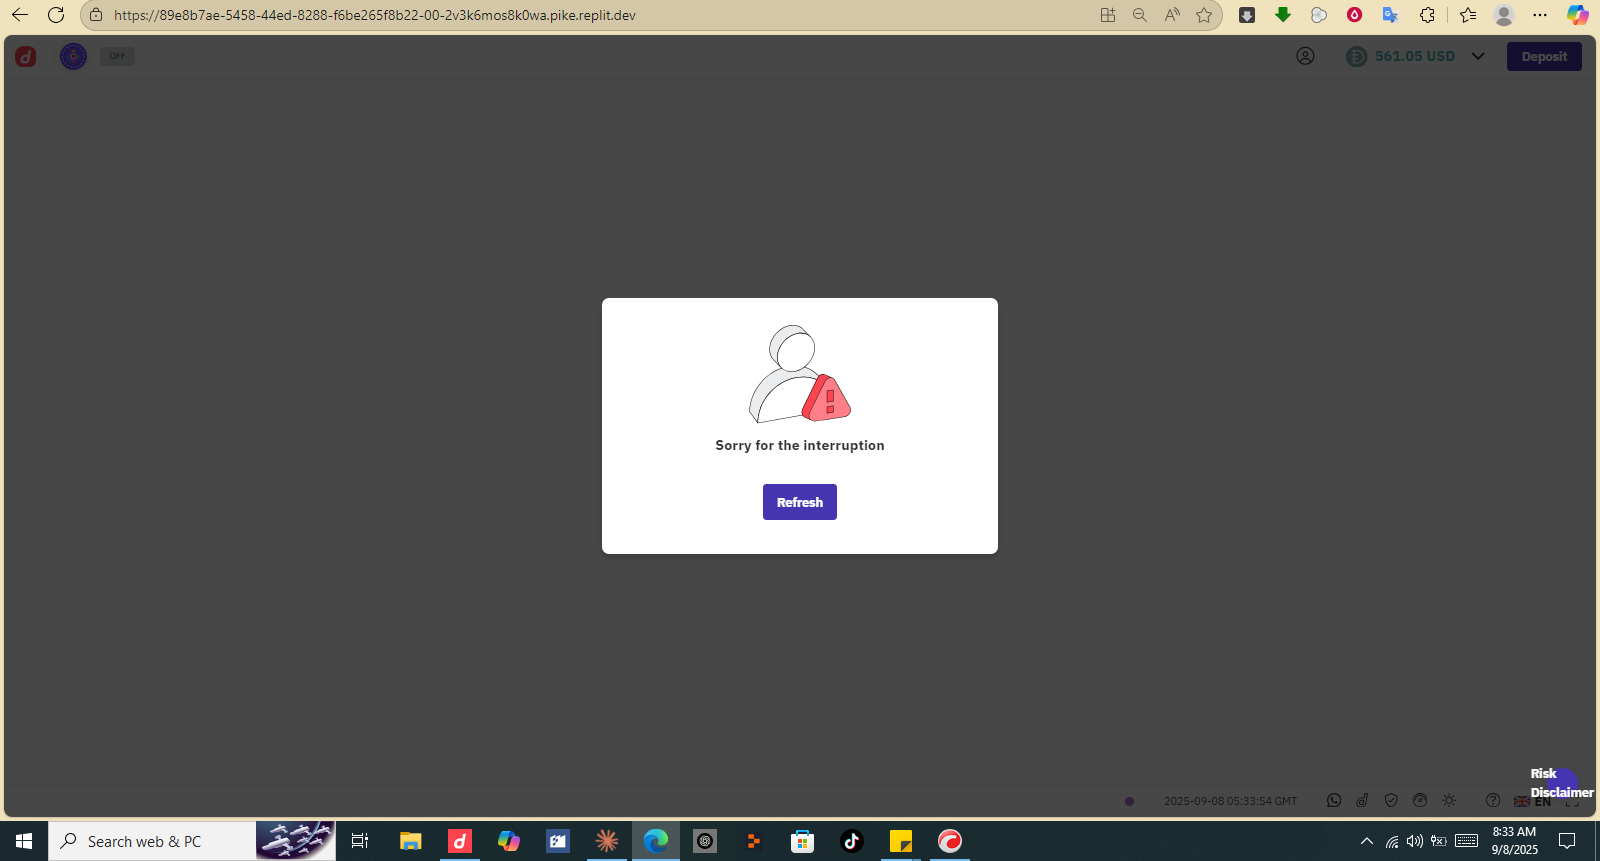 https://89e8b7ae-5458-44ed-8288-f6be265f8b22-00-2v3k6mos8k0wa.pike.replit.dev
OFF
561.05 USD
Deposit
Sorry for the interruption
Refresh
Risk
Disclaimer
2025-09-08 05:33:54 GMT
EN
Search web & PC
8:33 AM
9/8/2025